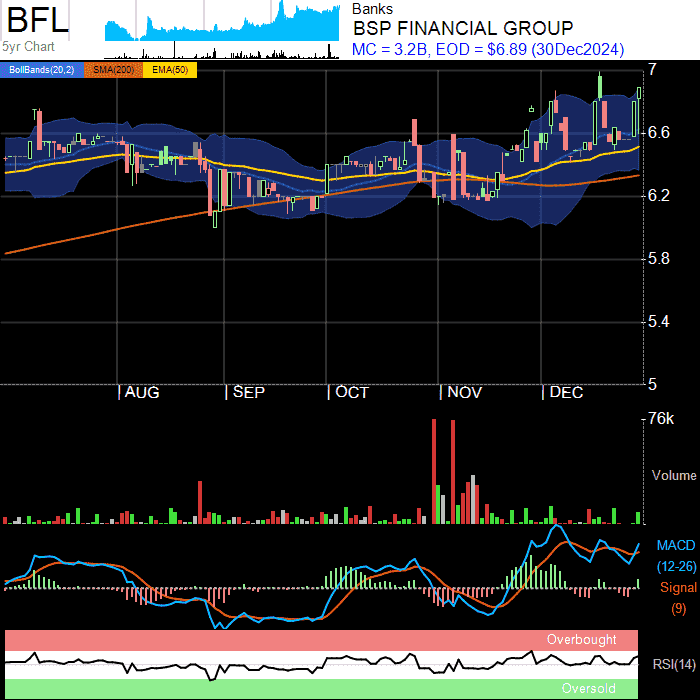 BFL
5yr Chart
Banks
BSP FINANCIAL GROUP
MC = 3.2B, EOD = $6.89 (30Dec2024)
BollBands(20,2) SMA(200) EMA(50)
7
6.6
6.2
5.8
5.4
5
AUG SEP OCT NOV DEC
76k
Volume
MACD
(12-26)
Signal
(9)
Overbought
RSI(14)
Oversold